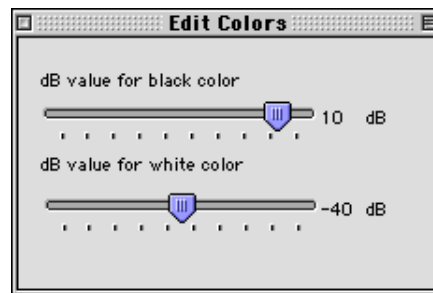 Edit Colors
dB value for black color
10 dB
dB value for white color
-40 dB